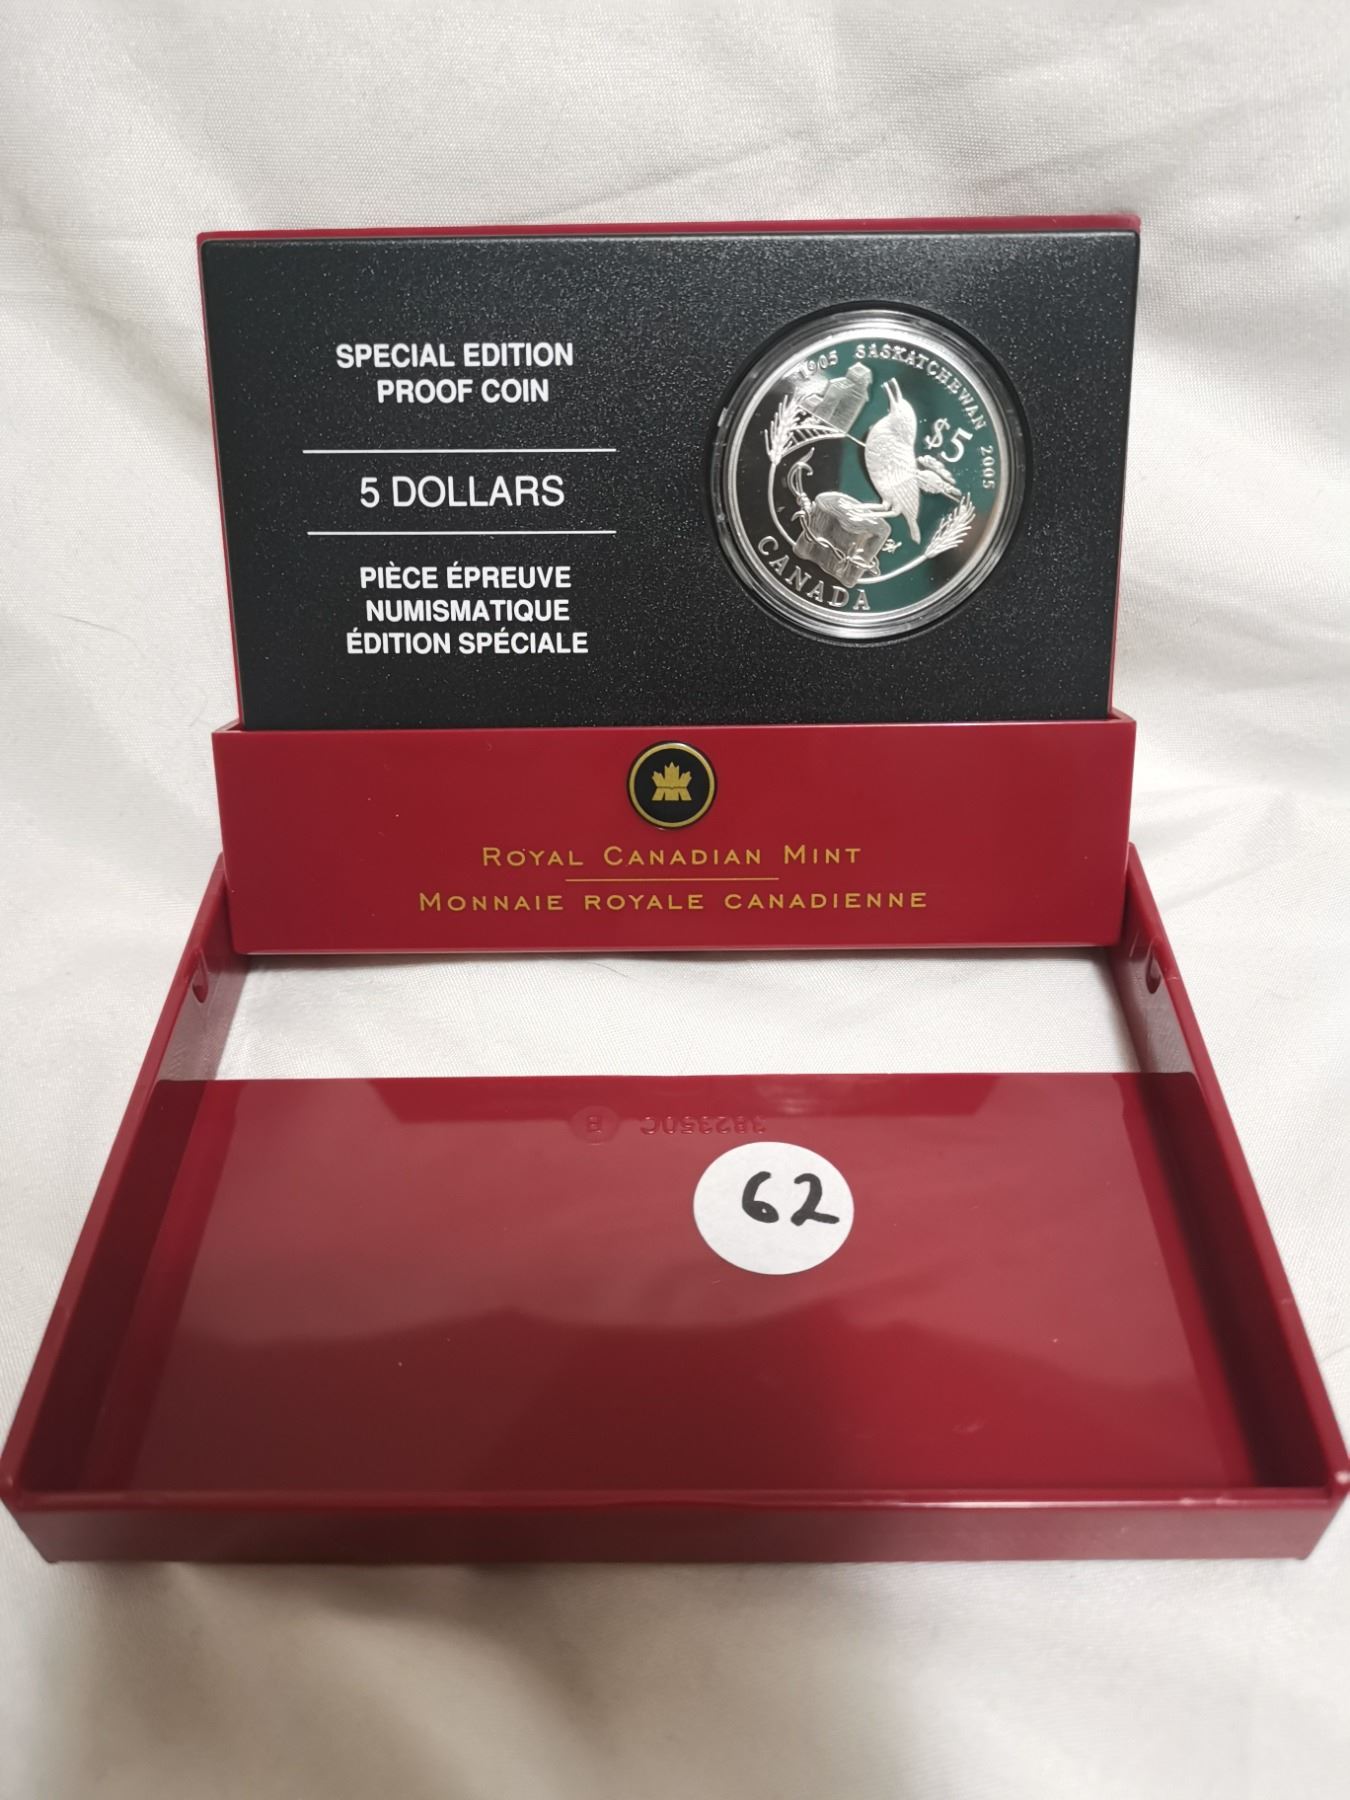 SPECIAL EDITION
PROOF COIN
5 DOLLARS
PIÈCE ÉPREUVE
NUMISMATIQUE
ÉDITION SPÉCIALE
1905 SASKATCHEWAN 2005
$5
CANADA
ROYAL CANADIAN MINT
MONNAIE ROYALE CANADIENNE
382350C B
62